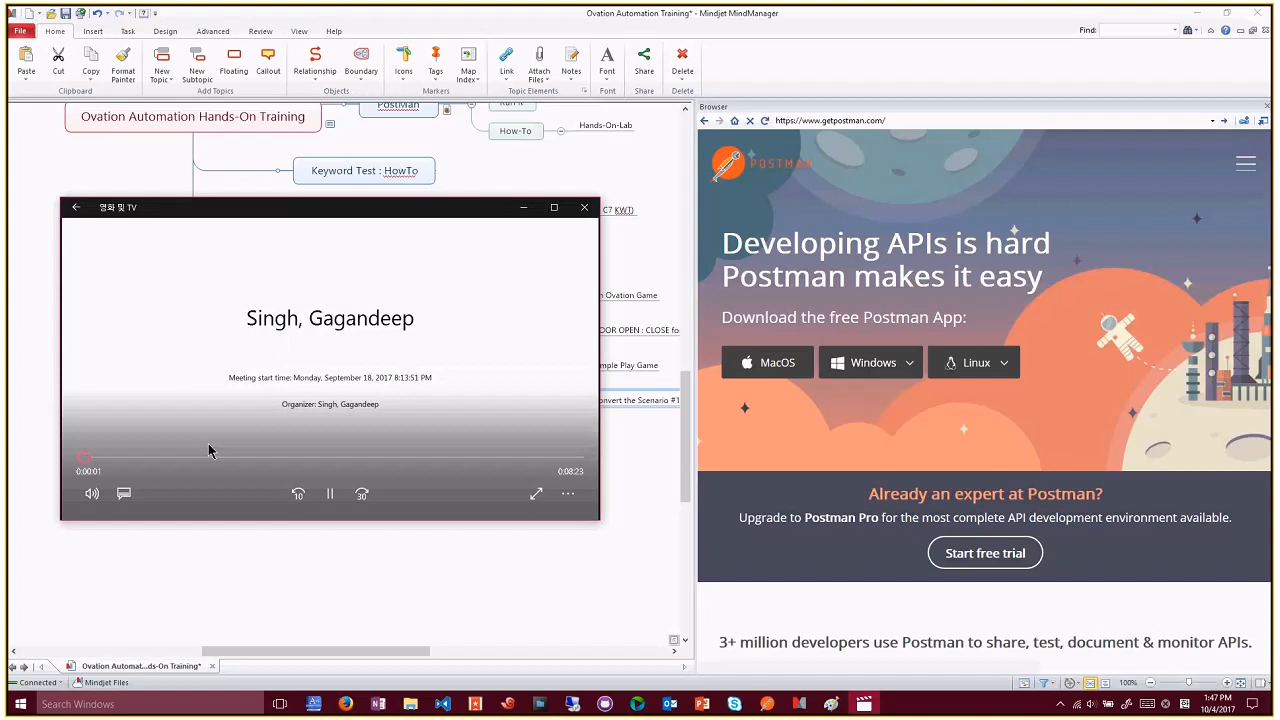 Ovation Automation Training* - Mindjet MindManager
File Home Insert Task Design Advanced Review View Help Find:
Paste Cut Copy Format Painter New Topic New Subtopic Floating Callout Relationship Boundary Icons Tags Map Index Link Attach Files Notes Font Share Delete
Clipboard Add Topics Objects Markers Topic Elements Font Share Delete
Ovation Automation Hands-On Training
PostMan
Run It
How-To
Hands-On-Lab
Keyword Test : HowTo
영화 및 TV
C7 KWT)
Singh, Gagandeep
n Ovation Game
OOR OPEN : CLOSE fo
mple Play Game
Meeting start time: Monday, September 18, 2017 8:13:51 PM
onvert the Scenario #1
Organizer: Singh, Gagandeep
0:00:01
0:08:23
10
30
Browser
https://www.getpostman.com/
POSTMAN
Developing APIs is hard
Postman makes it easy
Download the free Postman App:
MacOS
Windows
Linux
Already an expert at Postman?
Upgrade to Postman Pro for the most complete API development environment available.
Start free trial
3+ million developers use Postman to share, test, document & monitor APIs.
Ovation Automat...ds-On Training*
Connected
Mindjet Files
100%
Search Windows
1:47 PM
10/4/2017